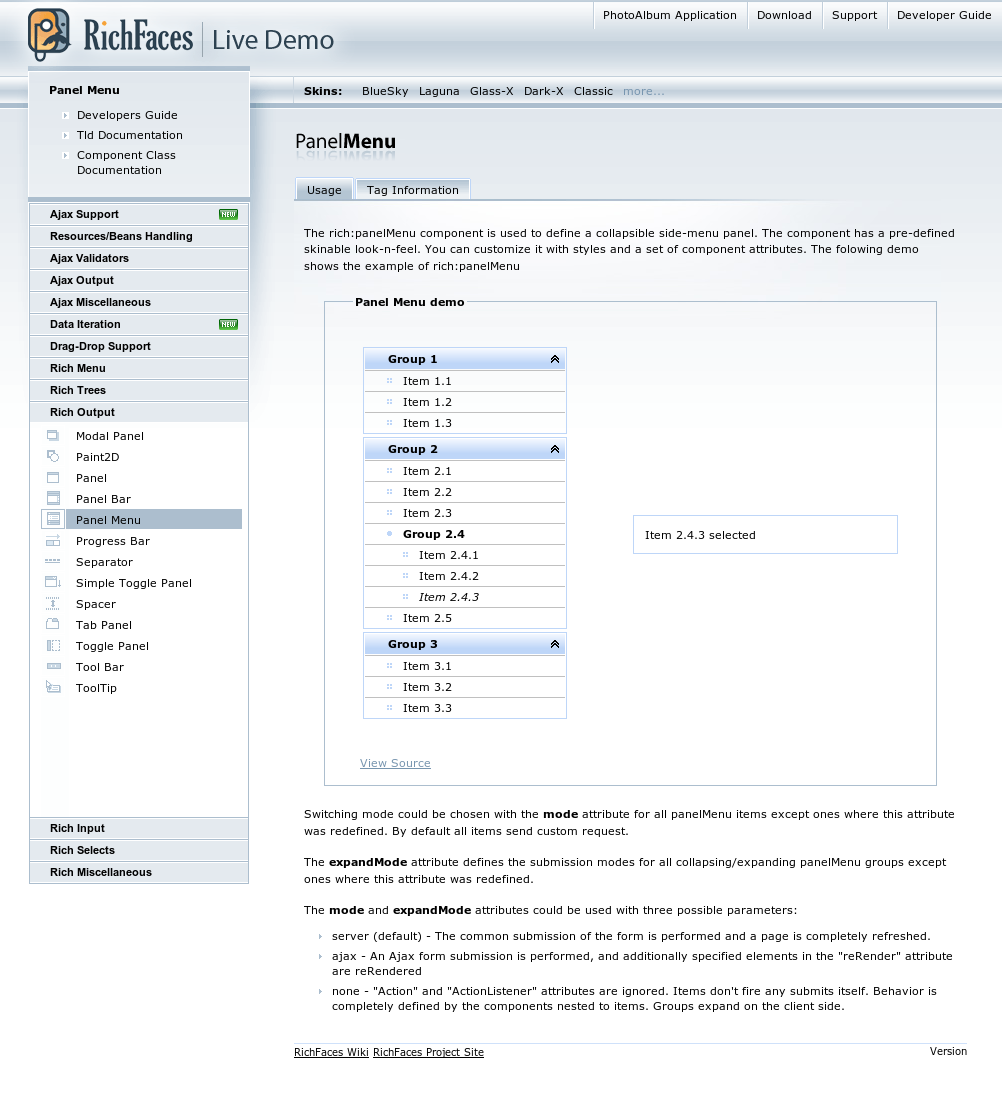 PhotoAlbum Application
Download
Support
Developer Guide
RichFaces Live Demo
Panel Menu
Developers Guide
Tld Documentation
Component Class
Documentation
Skins: BlueSky Laguna Glass-X Dark-X Classic more...
PanelMenu
Usage
Tag Information
Ajax Support NEW
Resources/Beans Handling
Ajax Validators
Ajax Output
Ajax Miscellaneous
Data Iteration NEW
Drag-Drop Support
Rich Menu
Rich Trees
Rich Output
Modal Panel
Paint2D
Panel
Panel Bar
Panel Menu
Progress Bar
Separator
Simple Toggle Panel
Spacer
Tab Panel
Toggle Panel
Tool Bar
ToolTip
Rich Input
Rich Selects
Rich Miscellaneous
The rich:panelMenu component is used to define a collapsible side-menu panel. The component has a pre-defined
skinable look-n-feel. You can customize it with styles and a set of component attributes. The folowing demo
shows the example of rich:panelMenu
Panel Menu demo
Group 1
Item 1.1
Item 1.2
Item 1.3
Group 2
Item 2.1
Item 2.2
Item 2.3
Group 2.4
Item 2.4.1
Item 2.4.2
Item 2.4.3
Item 2.5
Group 3
Item 3.1
Item 3.2
Item 3.3
Item 2.4.3 selected
View Source
Switching mode could be chosen with the mode attribute for all panelMenu items except ones where this attribute
was redefined. By default all items send custom request.
The expandMode attribute defines the submission modes for all collapsing/expanding panelMenu groups except
ones where this attribute was redefined.
The mode and expandMode attributes could be used with three possible parameters:
server (default) - The common submission of the form is performed and a page is completely refreshed.
ajax - An Ajax form submission is performed, and additionally specified elements in the "reRender" attribute
are reRendered
none - "Action" and "ActionListener" attributes are ignored. Items don't fire any submits itself. Behavior is
completely defined by the components nested to items. Groups expand on the client side.
RichFaces Wiki RichFaces Project Site
Version